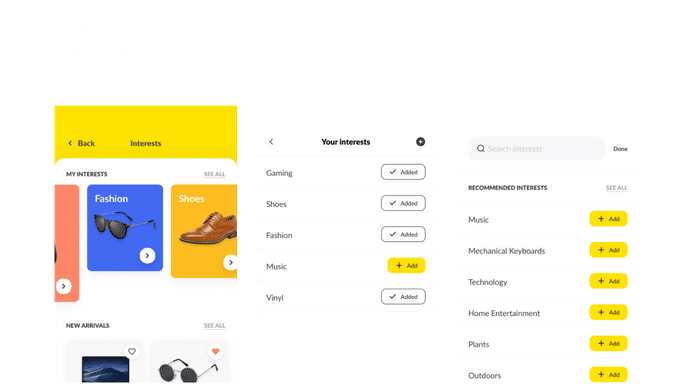 Back
Interests
MY INTERESTS
SEE ALL
Fashion
Shoes
NEW ARRIVALS
SEE ALL
Your interests
Gaming
Added
Shoes
Added
Fashion
Added
Music
Add
Vinyl
Added
Search interests
Done
RECOMMENDED INTERESTS
SEE ALL
Music
Add
Mechanical Keyboards
Add
Technology
Add
Home Entertainment
Add
Plants
Add
Outdoors
Add